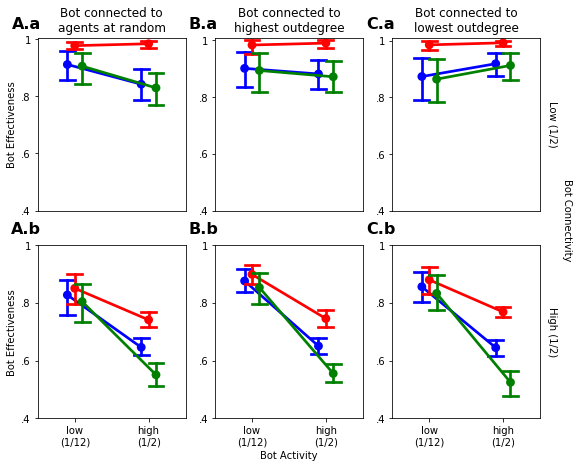 A.a Bot connected to agents at random
B.a Bot connected to highest outdegree
C.a Bot connected to lowest outdegree
1
.8
.6
.4
Bot Effectiveness
1
.8
.6
.4
1
.8
.6
.4
Low (1/2)
Bot Connectivity
A.b
B.b
C.b
1
.8
.6
.4
Bot Effectiveness
1
.8
.6
.4
1
.8
.6
.4
High (1/2)
low (1/12)
high (1/2)
low (1/12)
high (1/2)
low (1/12)
high (1/2)
Bot Activity